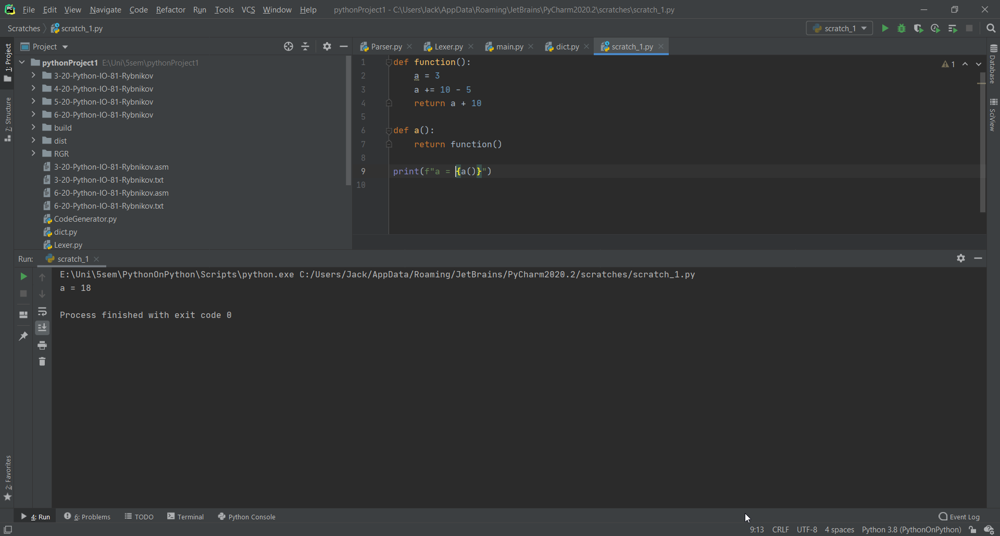 PC File Edit View Navigate Code Refactor Run Tools VCS Window Help pythonProject1 - C:\Users\Jack\AppData\Roaming\JetBrains\PyCharm2020.2\scratches\scratch_1.py
Scratches scratch_1.py scratch_1
1: Project
7: Structure
2: Favorites
Project
pythonProject1 E:\Uni\5sem\pythonProject1
3-20-Python-IO-81-Rybnikov
4-20-Python-IO-81-Rybnikov
5-20-Python-IO-81-Rybnikov
6-20-Python-IO-81-Rybnikov
build
dist
RGR
3-20-Python-IO-81-Rybnikov.asm
3-20-Python-IO-81-Rybnikov.txt
6-20-Python-IO-81-Rybnikov.asm
6-20-Python-IO-81-Rybnikov.txt
CodeGenerator.py
dict.py
Lexer.py
Parser.py Lexer.py main.py dict.py scratch_1.py
1 def function():
2 a = 3
3 a += 10 - 5
4 return a + 10
5
6 def a():
7 return function()
8
9 print(f"a = {a()}")
10
1
Database
SciView
Run: scratch_1
E:\Uni\5sem\PythonOnPython\Scripts\python.exe C:/Users/Jack/AppData/Roaming/JetBrains/PyCharm2020.2/scratches/scratch_1.py
a = 18
Process finished with exit code 0
4: Run 6: Problems TODO Terminal Python Console Event Log
9:13 CRLF UTF-8 4 spaces Python 3.8 (PythonOnPython)